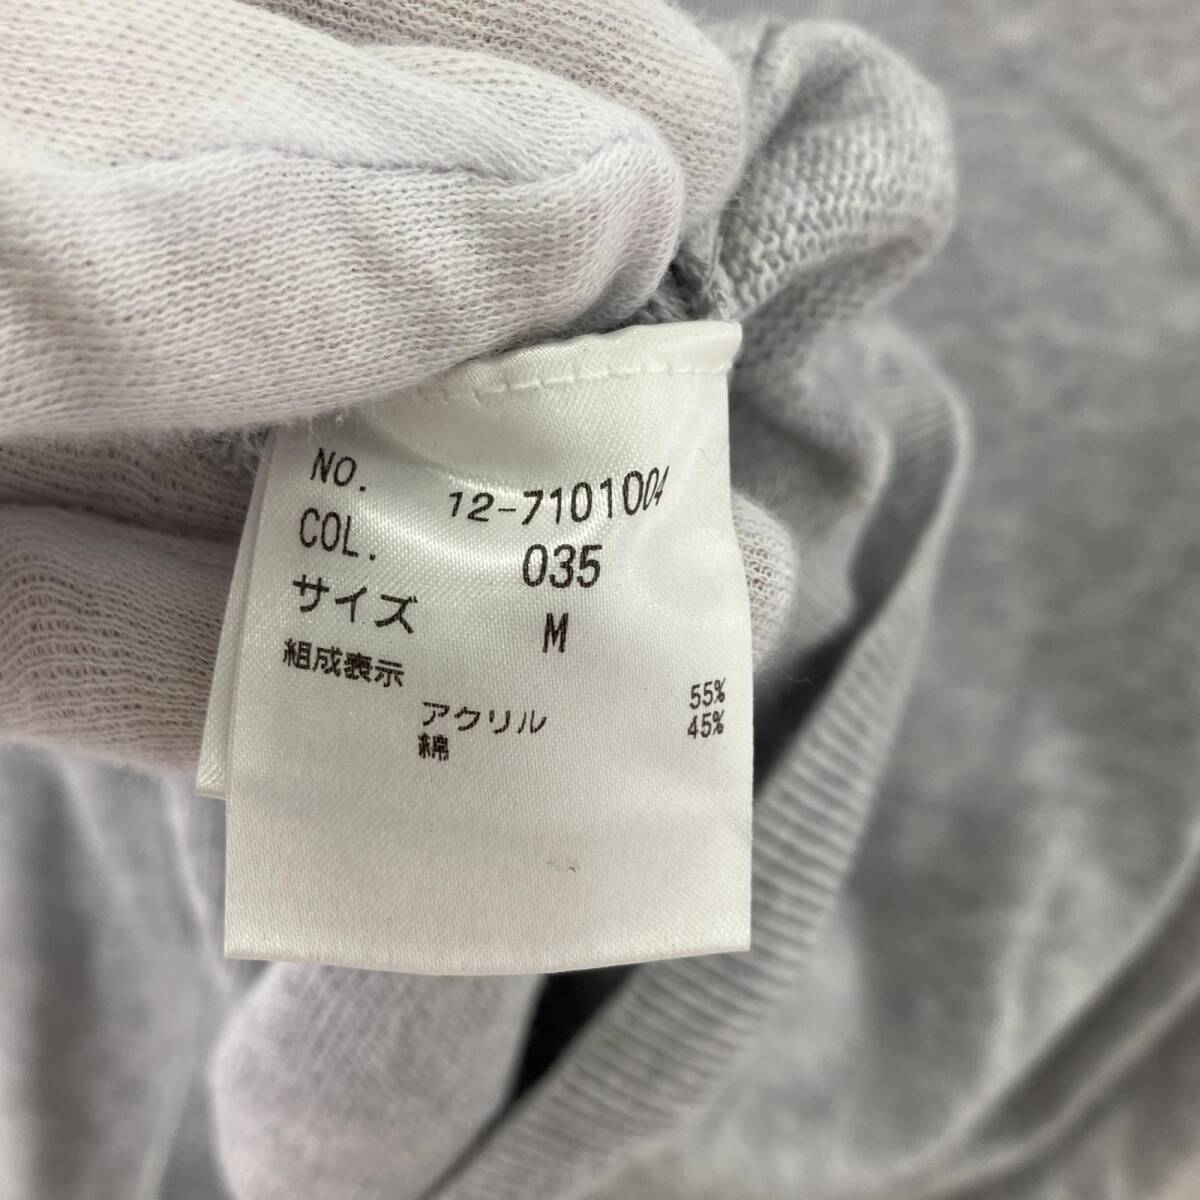 NO. 12-7101004
COL. 035
サイズ M
組成表示
アクリル 55%
綿 45%